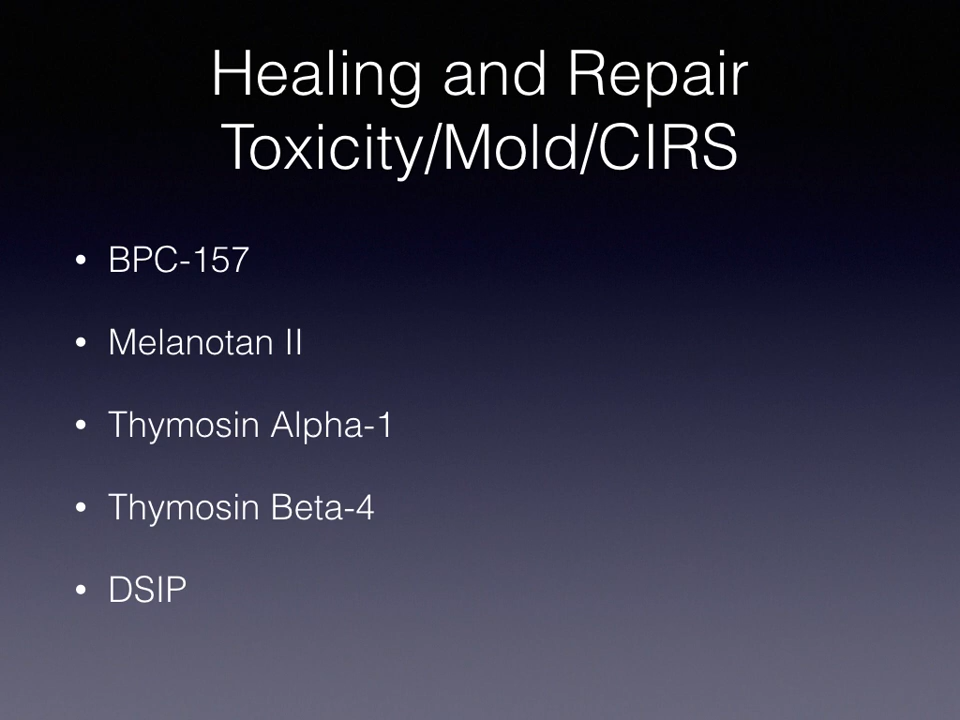 Healing and Repair
Toxicity/Mold/CIRS
• BPC-157
• Melanotan II
• Thymosin Alpha-1
• Thymosin Beta-4
• DSIP